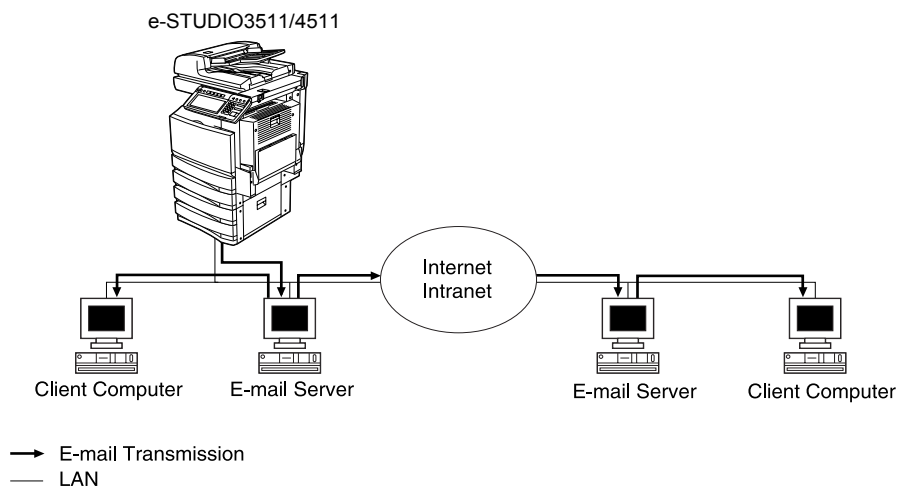 e-STUDIO3511/4511
Internet
Intranet
Client Computer
E-mail Server
E-mail Server
Client Computer
E-mail Transmission
LAN